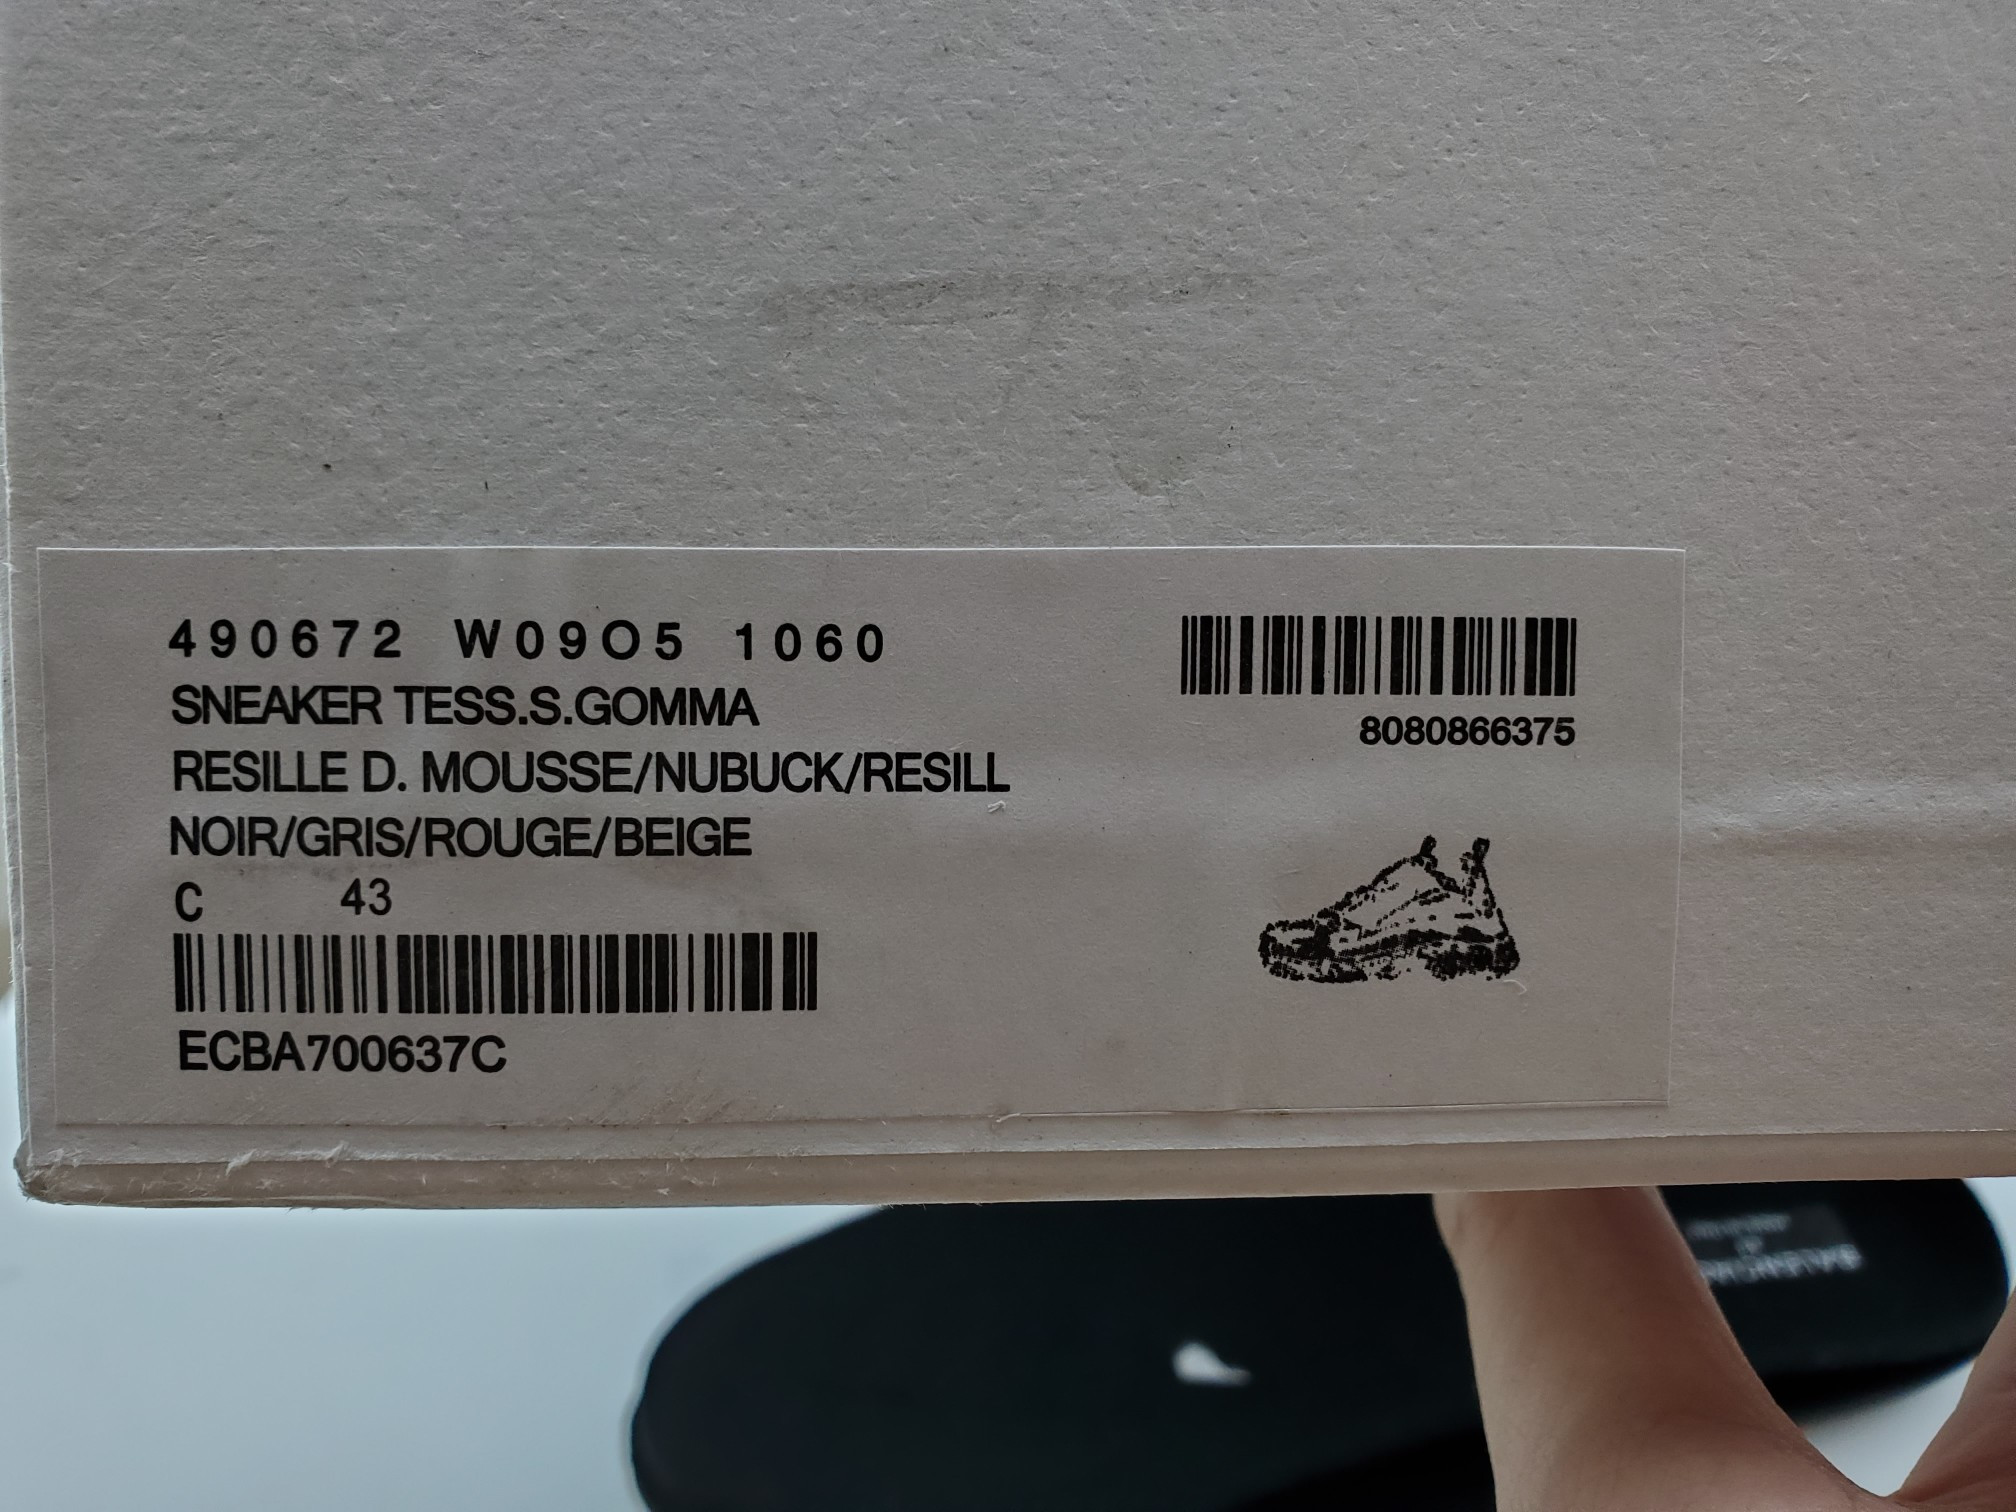 490672 W09O5 1060
8080866375
SNEAKER TESS.S.GOMMA
RESILLE D. MOUSSE/NUBUCK/RESILL
NOIR/GRIS/ROUGE/BEIGE
C 43
ECBA700637C